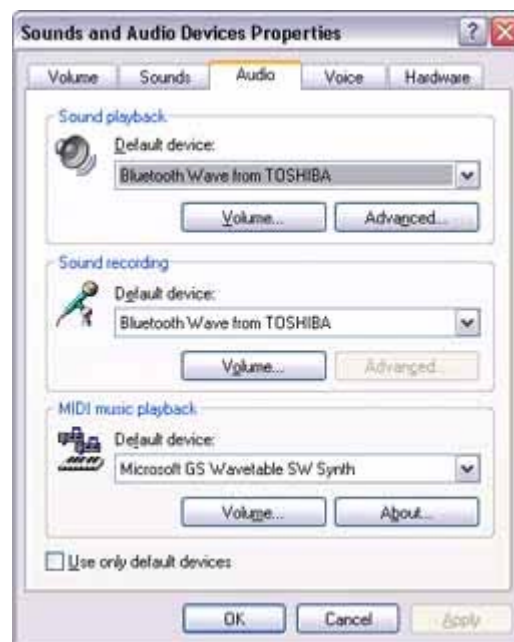 Sounds and Audio Devices Properties
Volume Sounds Audio Voice Hardware
Sound playback
Default device:
Bluetooth Wave from TOSHIBA
Volume... Advanced...
Sound recording
Default device:
Bluetooth Wave from TOSHIBA
Volume... Advanced...
MIDI music playback
Default device:
Microsoft GS Wavetable SW Synth
Volume... About...
Use only default devices
OK Cancel Apply